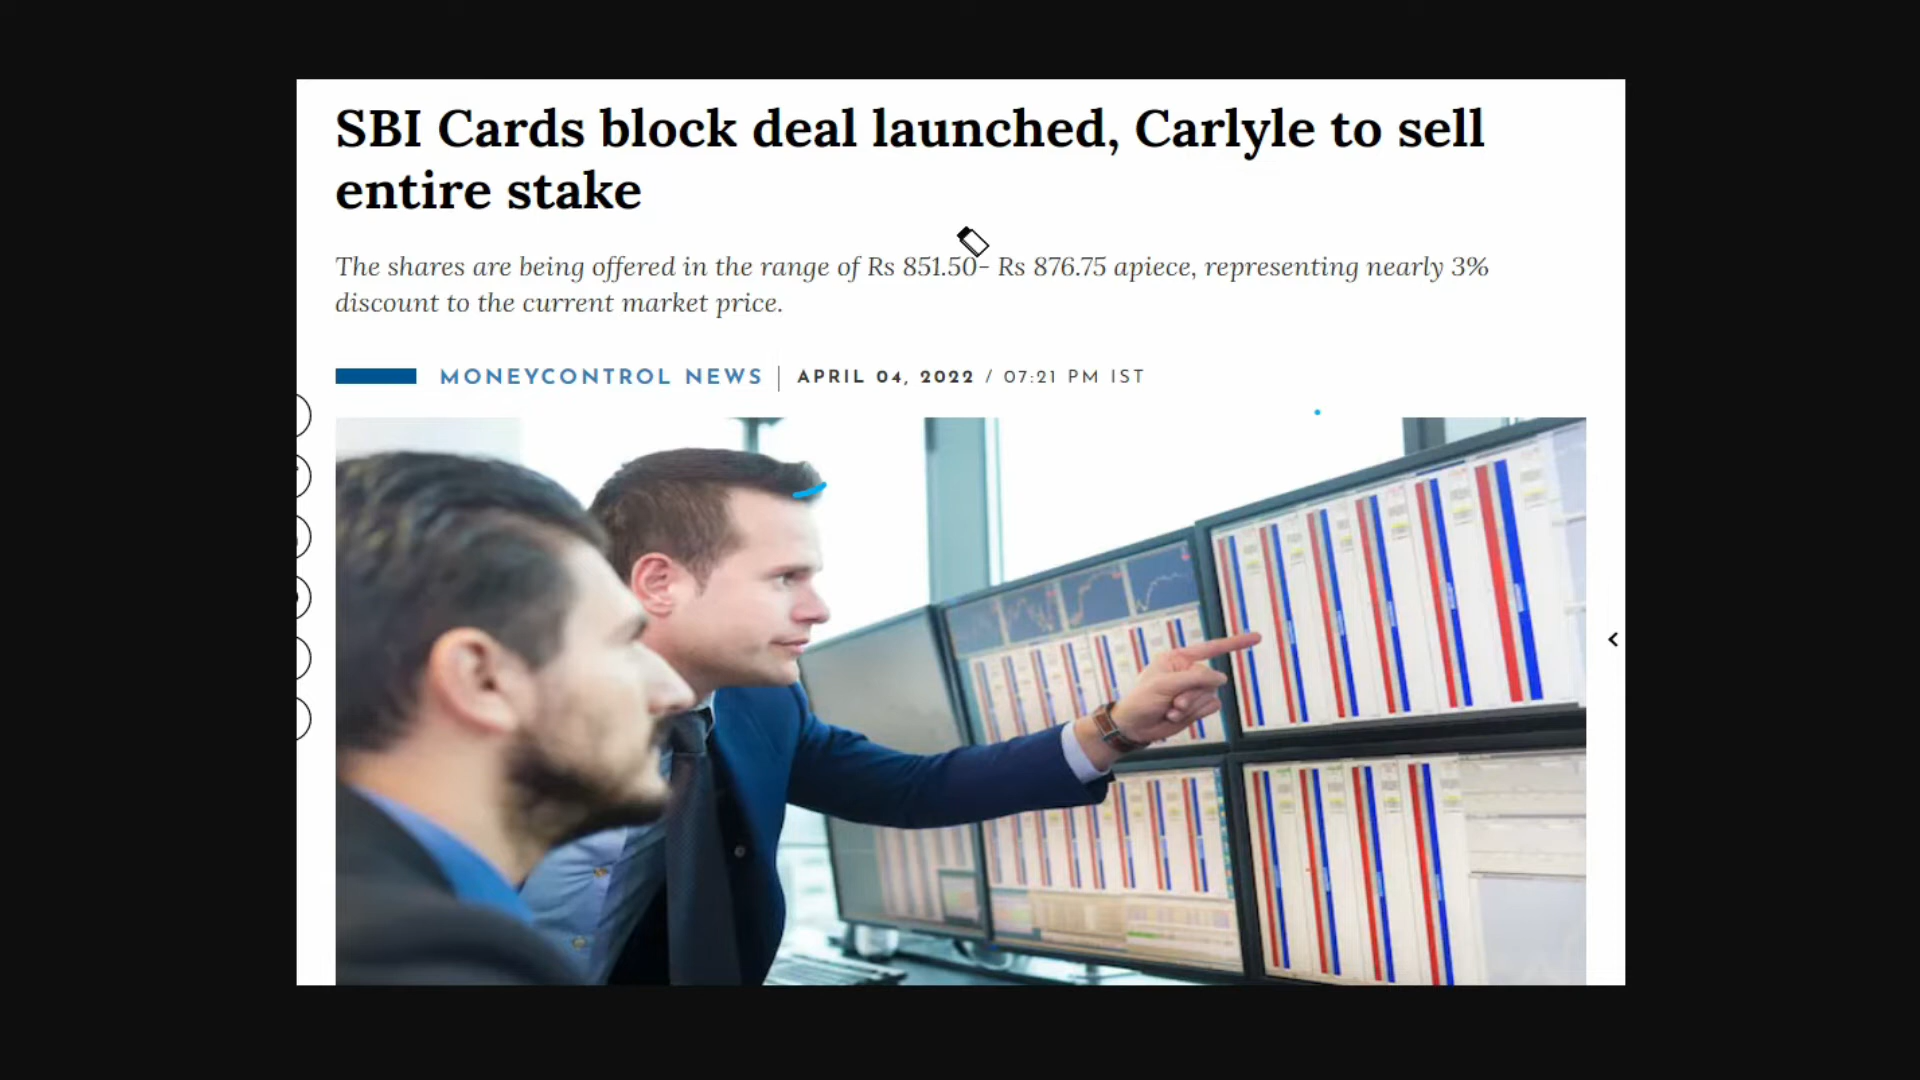 SBI Cards block deal launched, Carlyle to sell
entire stake
The shares are being offered in the range of Rs 851.50- Rs 876.75 apiece, representing nearly 3%
discount to the current market price.
MONEYCONTROL NEWS | APRIL 04, 2022 / 07:21 PM IST